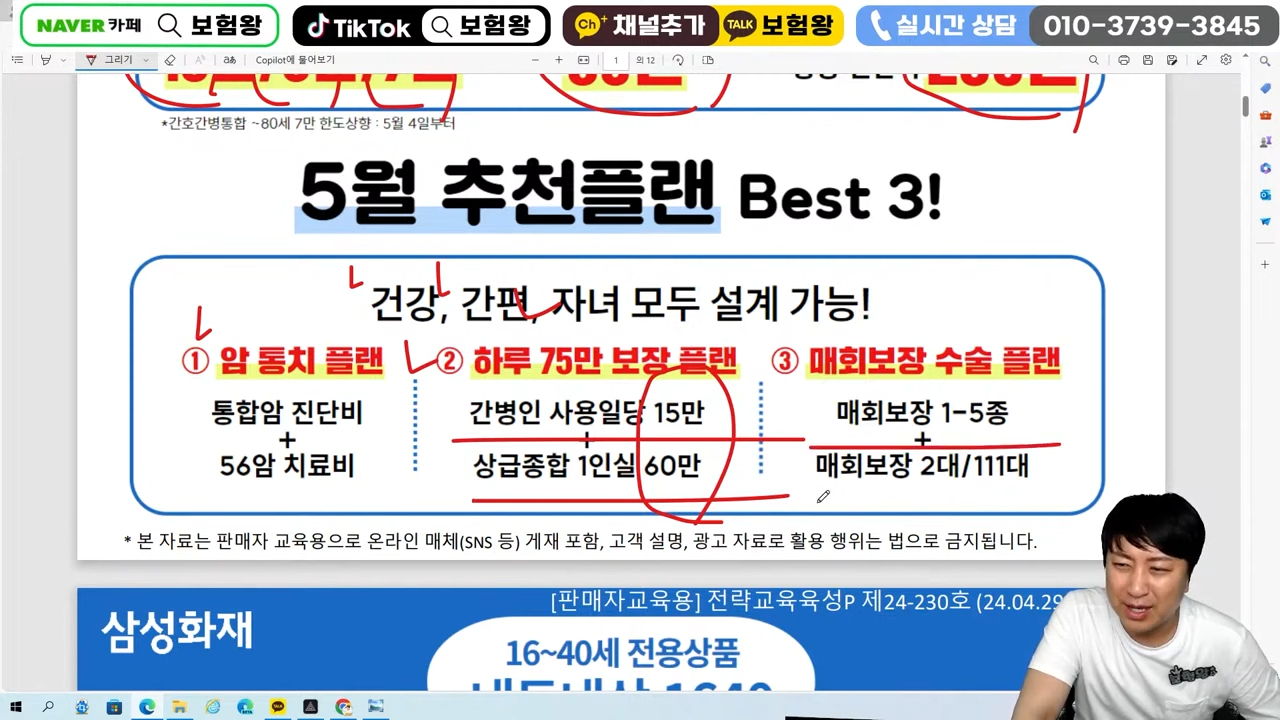 NAVER 카페 보험왕
TikTok 보험왕
Ch+ 채널추가 TALK 보험왕
실시간 상담 010-3739-3845
그리기
가あ
Copilot에 물어보기
1 의 12
*간호간병통합 ~80세 7만 한도상향 : 5월 4일부터
5월 추천플랜 Best 3!
건강, 간편, 자녀 모두 설계 가능!
① 암 통치 플랜
통합암 진단비
+
56암 치료비
② 하루 75만 보장 플랜
간병인 사용일당 15만
+
상급종합 1인실 60만
③ 매회보장 수술 플랜
매회보장 1-5종
+
매회보장 2대/111대
* 본 자료는 판매자 교육용으로 온라인 매체(SNS 등) 게재 포함, 고객 설명, 광고 자료로 활용 행위는 법으로 금지됩니다.
[판매자교육용] 전략교육육성P 제24-230호 (24.04.29
삼성화재
16~40세 전용상품
TALK